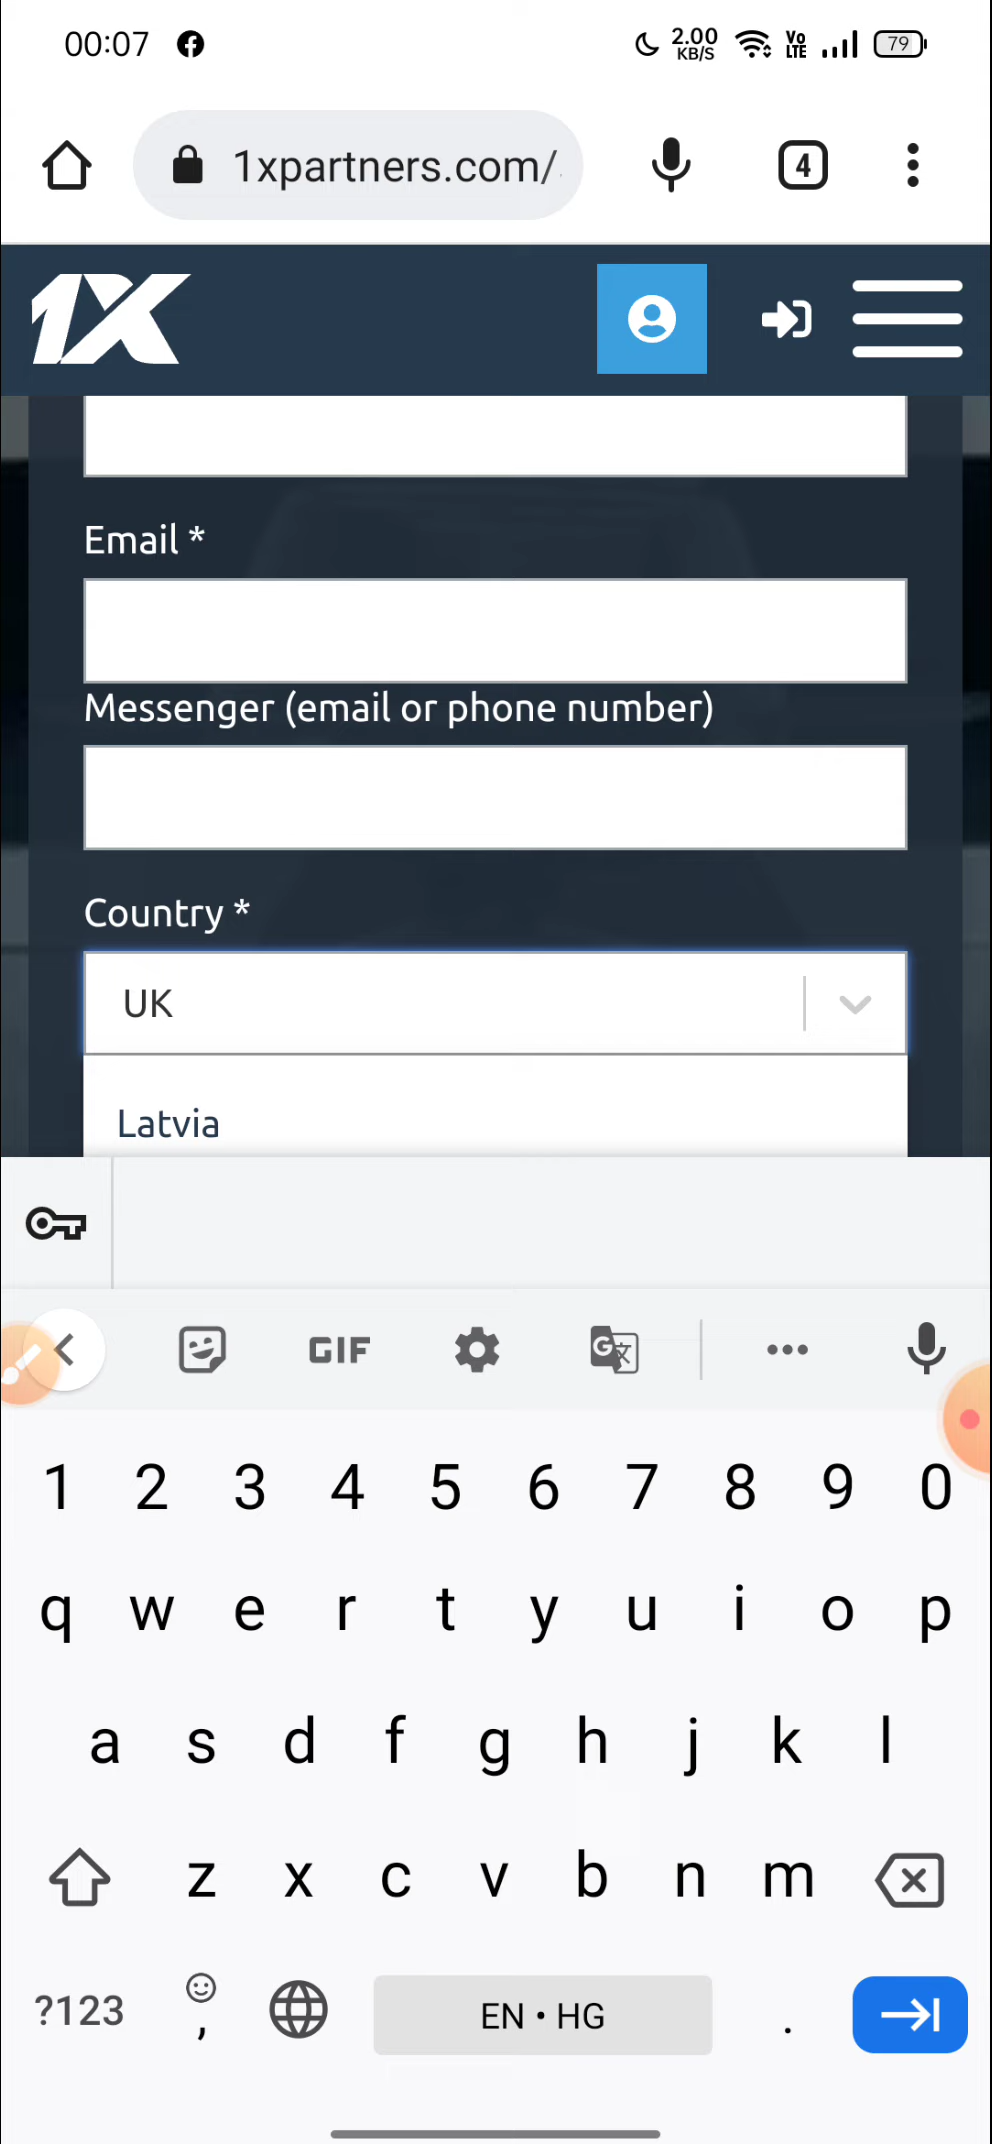 00:07
2.00
KB/S
Vo
LTE
79
1xpartners.com/
4
1X
Email *
Messenger (email or phone number)
Country *
UK
Latvia
GIF
G
1 2 3 4 5 6 7 8 9 0
q w e r t y u i o p
a s d f g h j k l
z x c v b n m
?123 , EN • HG .